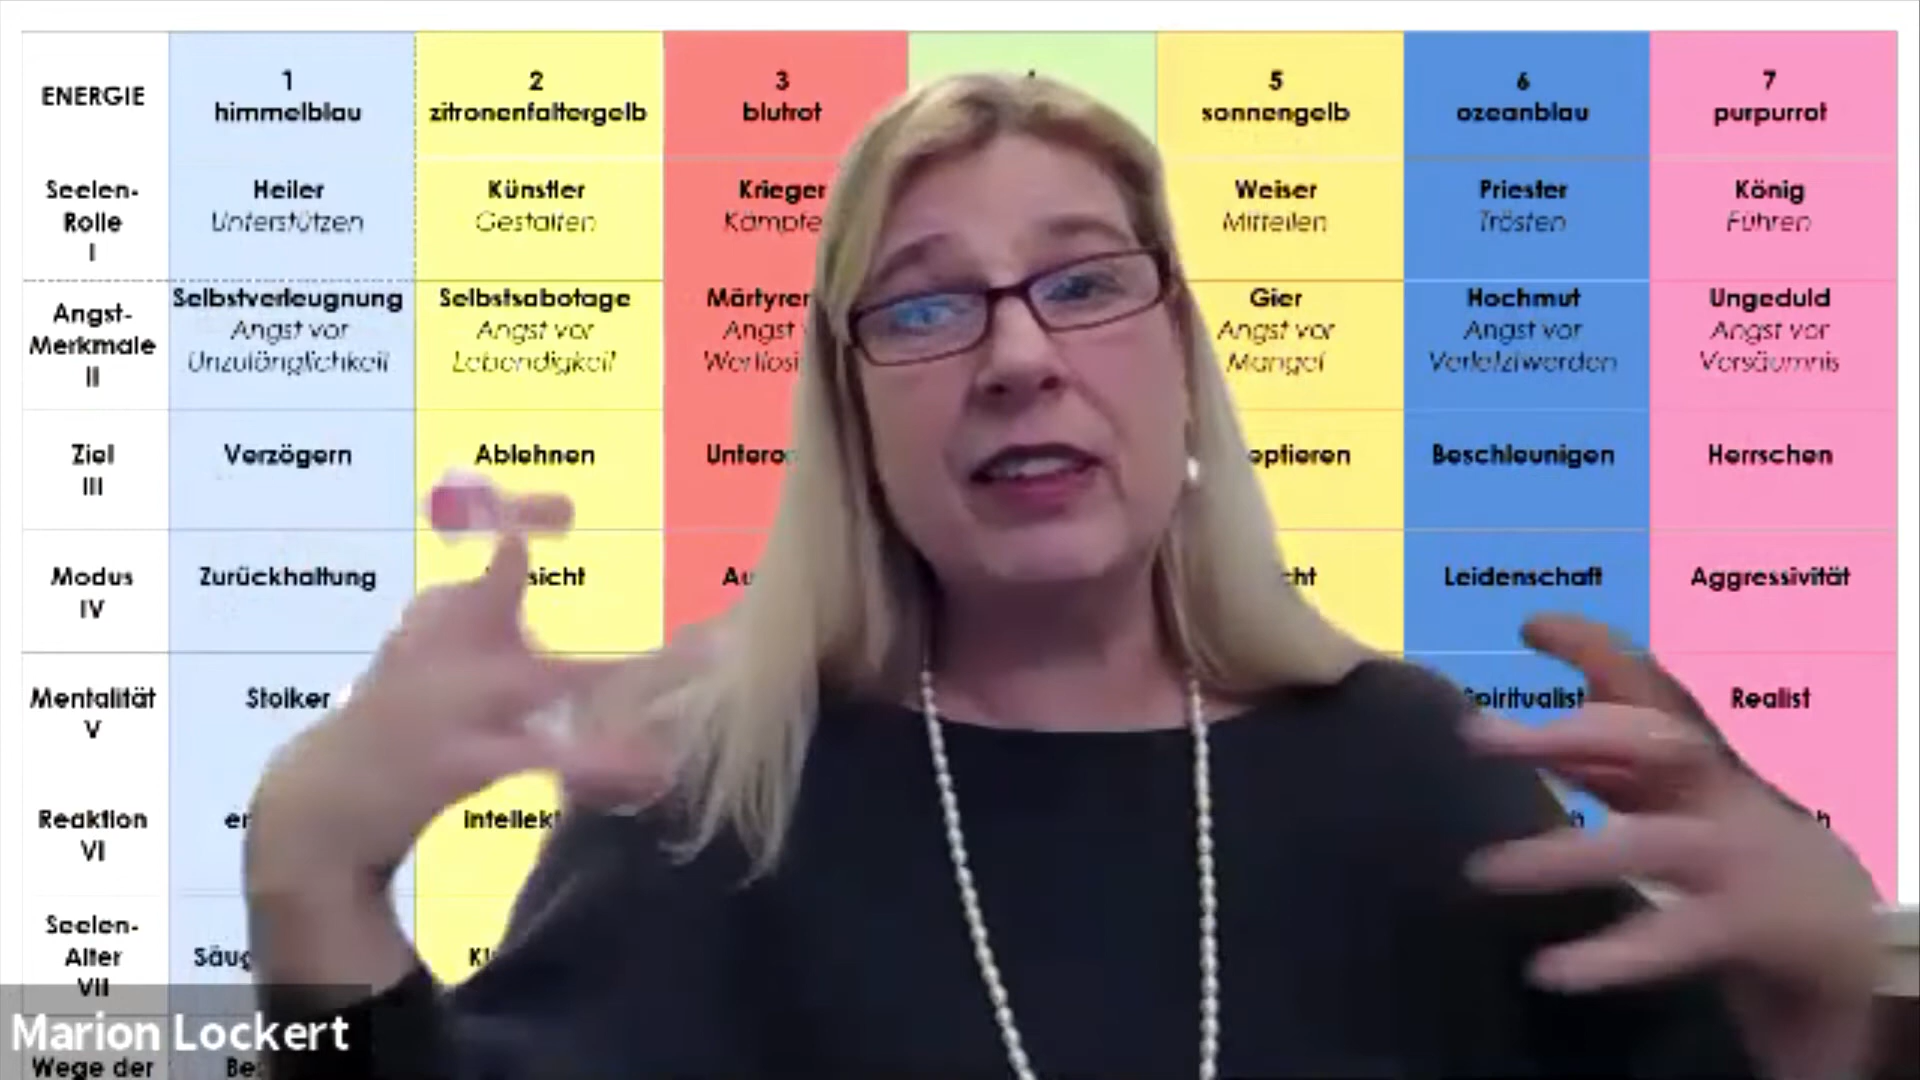 ENERGIE
1
himmelblau
2
zitronenfaltergelb
3
blutrot
5
sonnengelb
6
ozeanblau
7
purpurrot
Seelen-
Rolle
I
Heiler
Unterstützen
Künstler
Gestalten
Krieger
Kämpfe
Weiser
Mitteilen
Priester
Trösten
König
Führen
Angst-
Merkmale
II
Selbstverleugnung
Angst vor
Unzulänglichkeit
Selbstsabotage
Angst vor
Lebendigkeit
Märtyrer
Angst
Gier
Angst vor
Mangel
Hochmut
Angst vor
Verletztwerden
Ungeduld
Angst vor
Versäumnis
Ziel
III
Verzögern
Ablehnen
Beschleunigen
Herrschen
Modus
IV
Zurückhaltung
Leidenschaft
Aggressivität
Mentalität
V
Stoiker
Spiritualist
Realist
Reaktion
VI
Seelen-
Alter
VII
Marion Lockert
Wege der